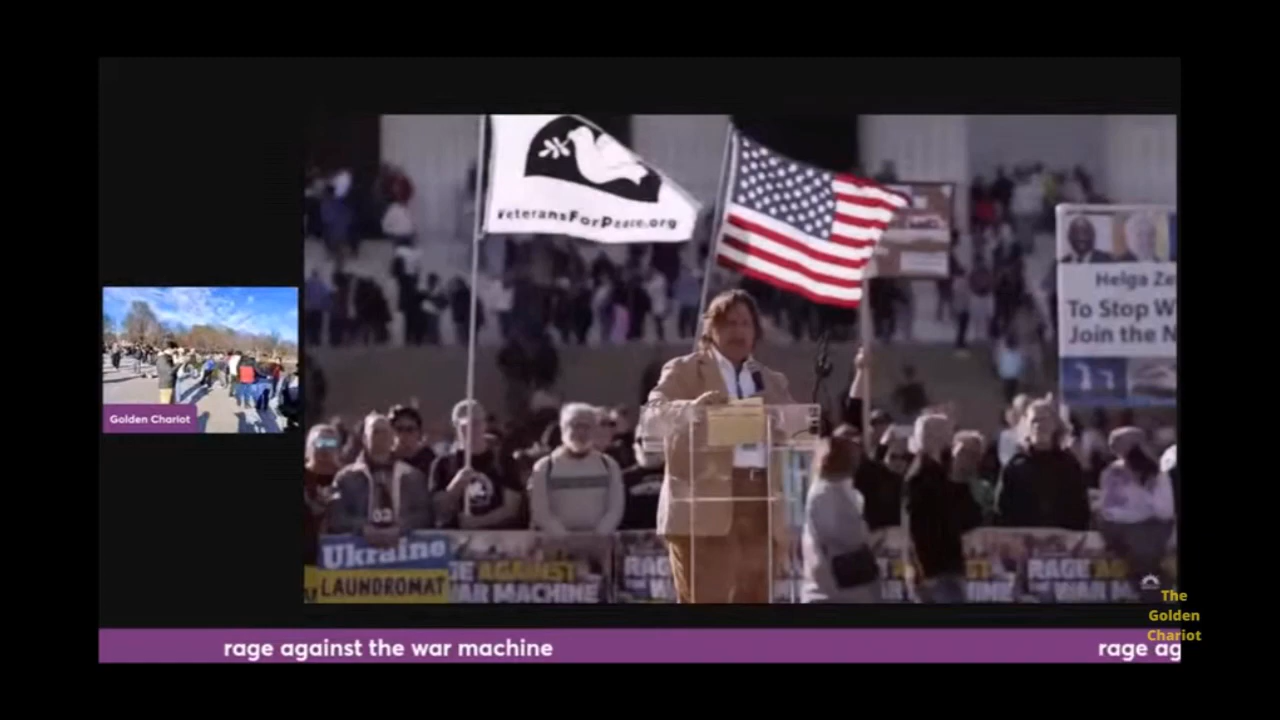 VeteransForPeace.org
Helga Ze
To Stop W
Join the N
Golden Chariot
Ukraine
LAUNDROMAT
GE AGAINST
WAR MACHINE
RAGE AG
WAR M
The
Golden
Chariot
rage against the war machine
rage ag